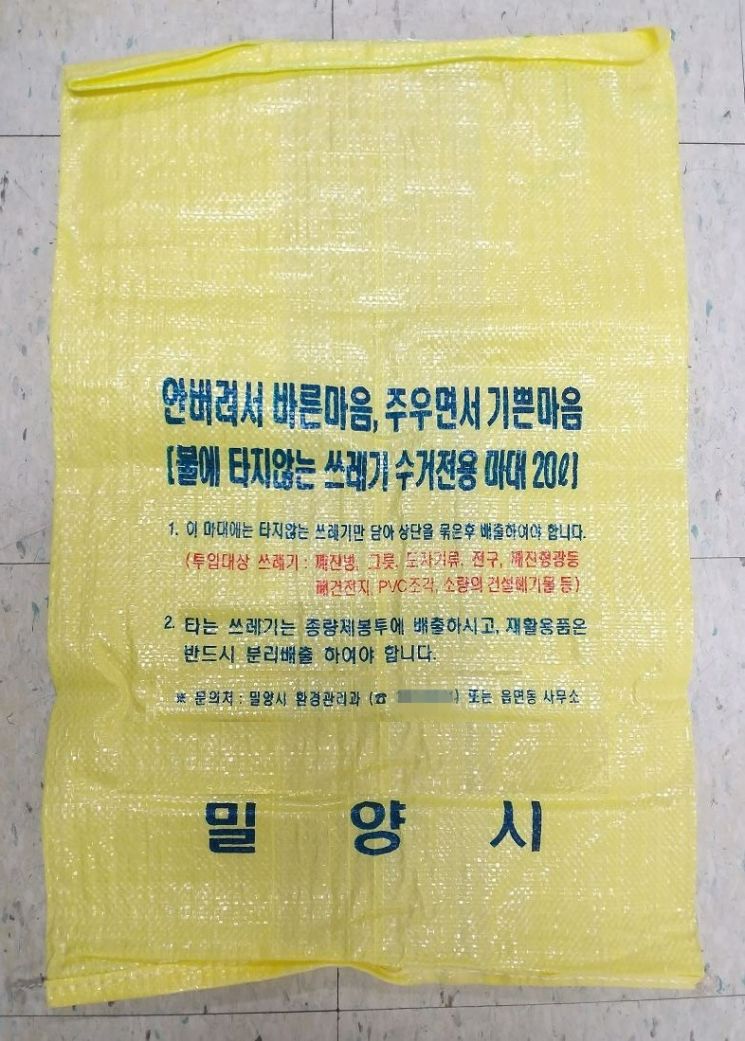 안버려서 바른마음, 주우면서 기쁜마음
[불에 타지않는 쓰레기 수거전용 마대 20ℓ]
1. 이 마대에는 타지않는 쓰레기만 담아 상단을 묶은후 배출하여야 합니다.
(투입대상 쓰레기 : 깨진병, 그릇, 도자기류, 전구, 깨진형광등
폐건전지, PVC조각, 소량의 건설폐기물 등)
2. 타는 쓰레기는 종량제봉투에 배출하시고, 재활용품은
반드시 분리배출 하여야 합니다.
※ 문의처 : 밀양시 환경관리과 (☎ ) 또는 읍면동 사무소
밀 양 시